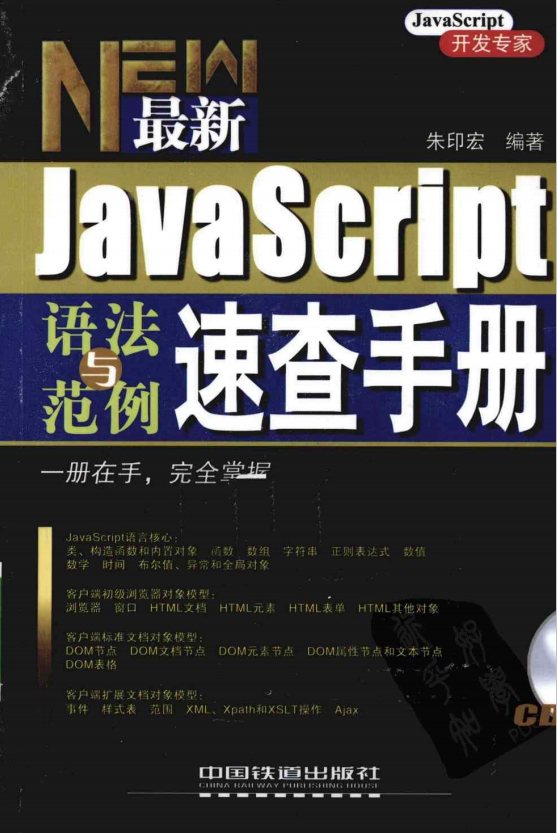 JavaScript
开发专家
NEW
最新
朱印宏 编著
JavaScript
语法
与
范例
速查手册
一册在手，完全掌握
JavaScript语言核心：
类、构造函数和内置对象 函数 数组 字符串 正则表达式 数值
数学 时间 布尔值、异常和全局对象
客户端初级浏览器对象模型：
浏览器 窗口 HTML文档 HTML元素 HTML表单 HTML其他对象
客户端标准文档对象模型：
DOM节点 DOM文档节点 DOM元素节点 DOM属性节点和文本节点
DOM表格
客户端扩展文档对象模型：
事件 样式表 范围 XML、Xpath和XSLT操作 Ajax
中国铁道出版社
CHINA RAILWAY PUBLISHING HOUSE